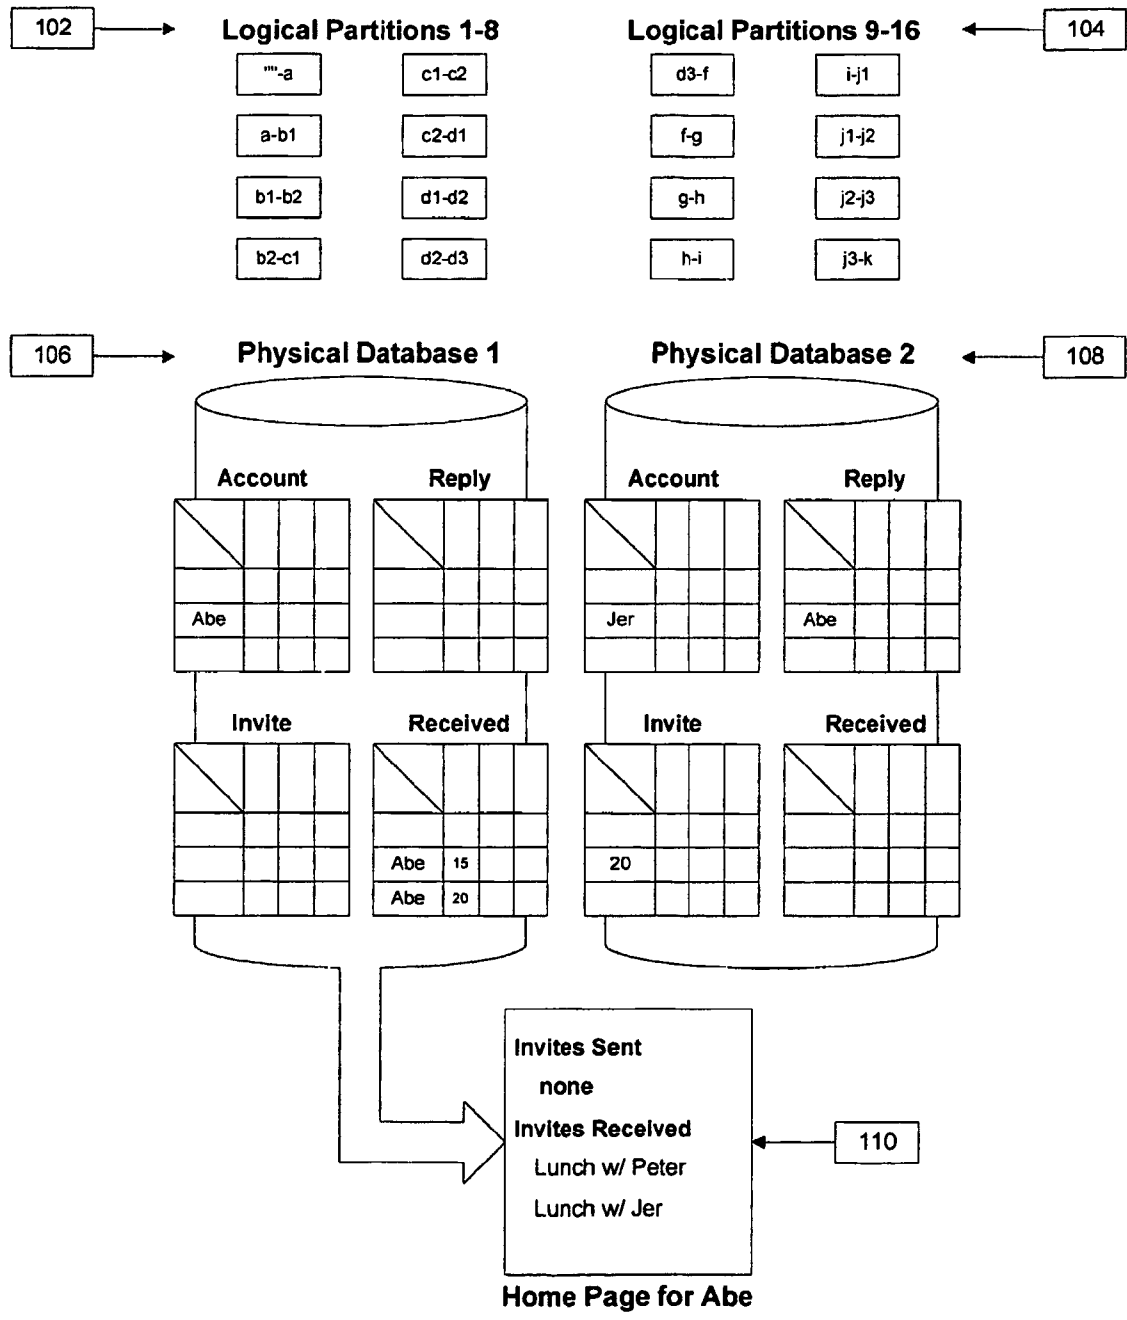 102 Logical Partitions 1-8 Logical Partitions 9-16 104
""-a c1-c2 d3-f i-j1
a-b1 c2-d1 f-g j1-j2
b1-b2 d1-d2 g-h j2-j3
b2-c1 d2-d3 h-i j3-k
106 Physical Database 1 Physical Database 2 108
Account Reply Account Reply
Abe Jer Abe
Invite Received Invite Received
Abe 15 20
Abe 20
Invites Sent
none
Invites Received
110
Lunch w/ Peter
Lunch w/ Jer
Home Page for Abe